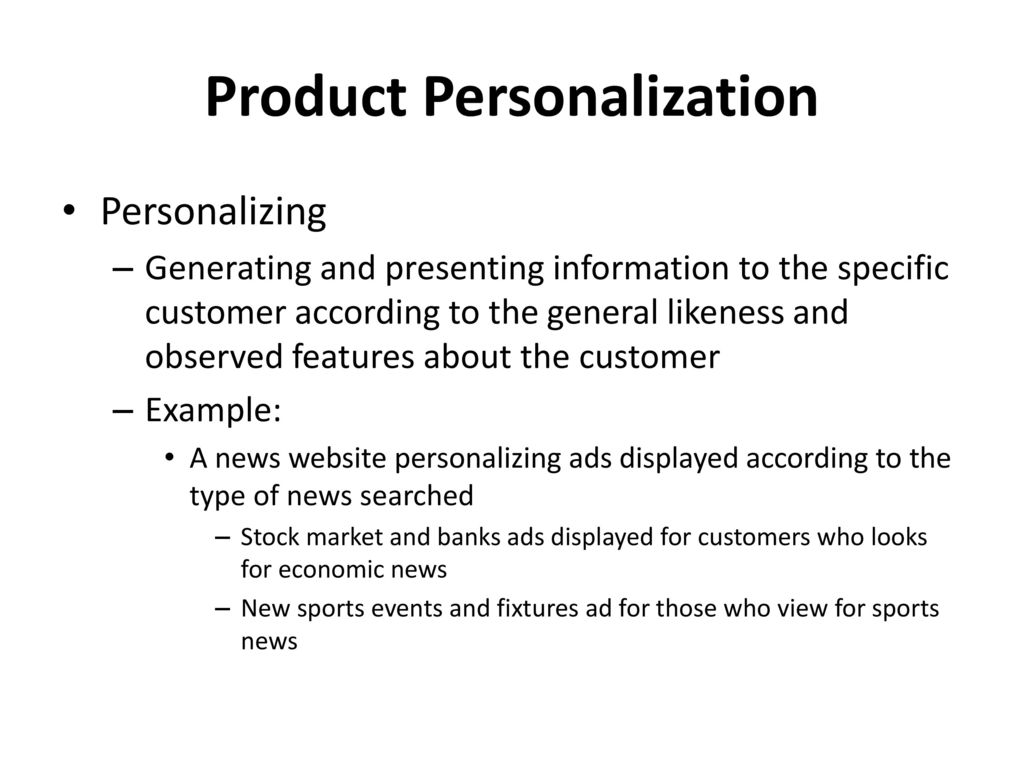 Product Personalization
• Personalizing
– Generating and presenting information to the specific
customer according to the general likeness and
observed features about the customer
– Example:
• A news website personalizing ads displayed according to the
type of news searched
– Stock market and banks ads displayed for customers who looks
for economic news
– New sports events and fixtures ad for those who view for sports
news